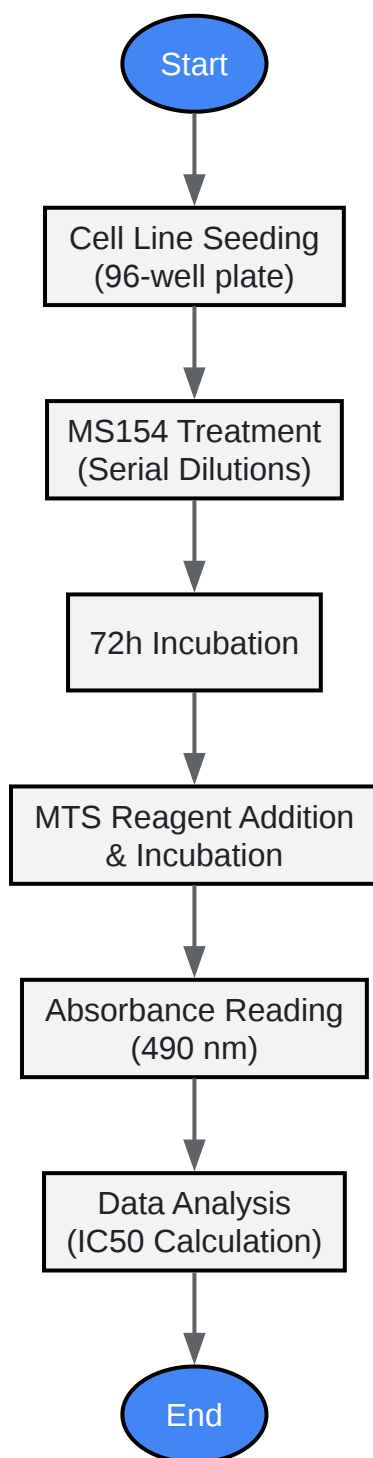 Start
Cell Line Seeding
(96-well plate)
MS154 Treatment
(Serial Dilutions)
72h Incubation
MTS Reagent Addition
& Incubation
Absorbance Reading
(490 nm)
Data Analysis
(IC50 Calculation)
End